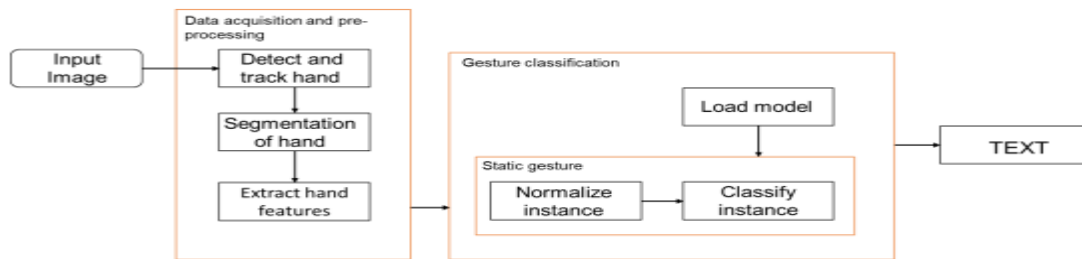 Data acquisition and pre-
processing
Input
Image
Detect and
track hand
Segmentation
of hand
Extract hand
features
Gesture classification
Load model
Static gesture
Normalize
instance
Classify
instance
TEXT